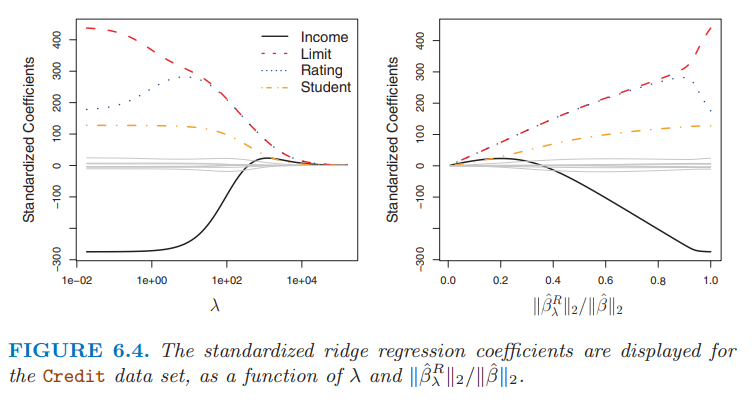 Standardized Coefficients
400
300
200
100
0
−100
−300
Income
Limit
Rating
Student
1e−02 1e+00 1e+02 1e+04
λ
Standardized Coefficients
400
300
200
100
0
−100
−300
0.0 0.2 0.4 0.6 0.8 1.0
‖β̂λᴿ‖₂/‖β̂‖₂
FIGURE 6.4. The standardized ridge regression coefficients are displayed for
the Credit data set, as a function of λ and ‖β̂λᴿ‖₂/‖β̂‖₂.